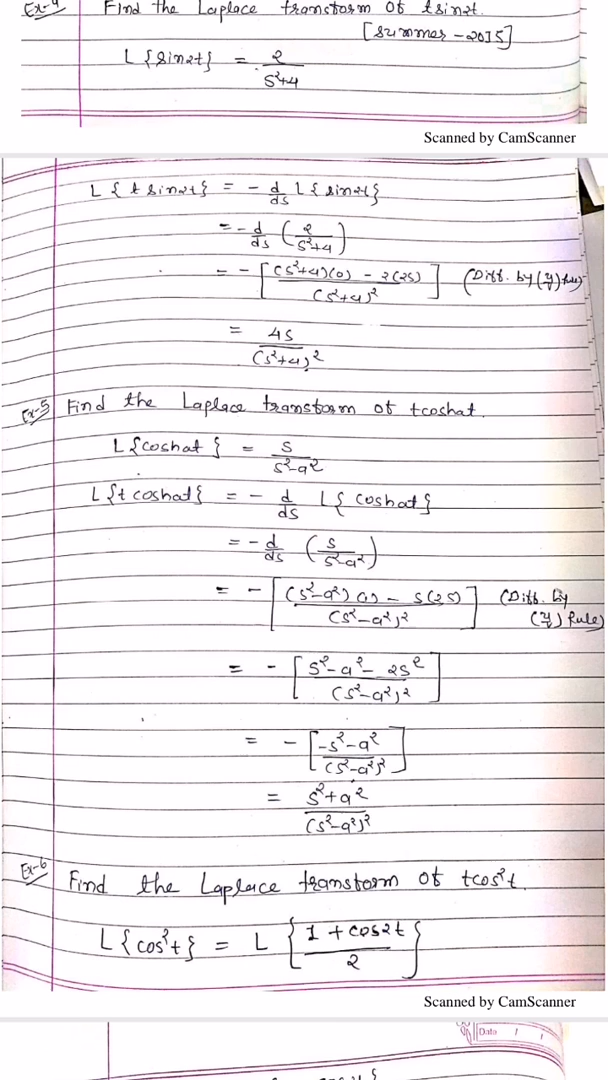 Ex-4 Find the Laplace transform of tsin2t.
[Summer-2015]
L{sin2t} = 2/(s²+4)
Scanned by CamScanner
L{t sin2t} = - d/ds L{sin2t}
= - d/ds (2/(s²+4))
= - [((s²+4)(0) - 2(2s))/(s²+4)²] (Diff. by (u/v) rule)
= 4s/(s²+4)²
Ex-5 Find the Laplace transform of tcoshat.
L{coshat} = s/(s²-a²)
L{t coshat} = - d/ds L{coshat}
= - d/ds (s/(s²-a²))
= - [((s²-a²)(1) - s(2s))/(s²-a²)²] (Diff. by
(u/v) Rule)
= - [(s²-a²-2s²)/(s²-a²)²]
= - [(-s²-a²)/(s²-a²)²]
= (s²+a²)/(s²-a²)²
Ex-6 Find the Laplace transform of tcos²t.
L{cos²t} = L{(1+cos2t)/2}
Scanned by CamScanner
Date / /